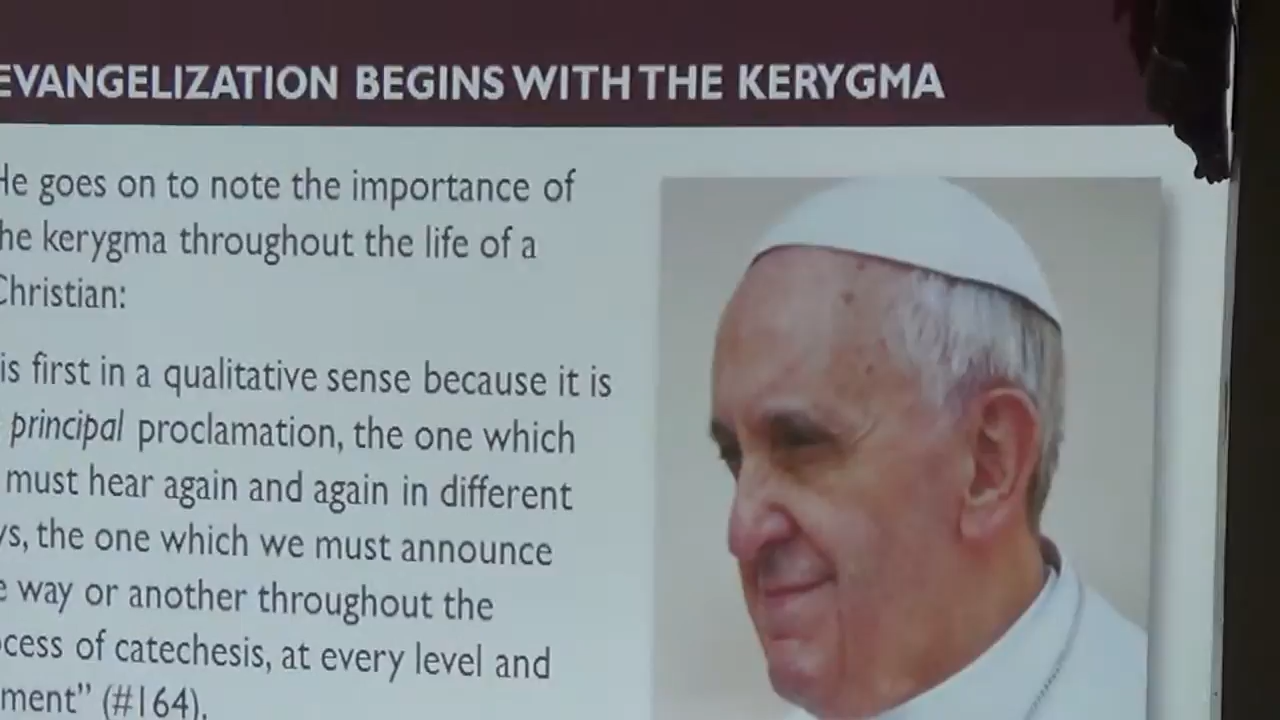 EVANGELIZATION BEGINS WITH THE KERYGMA
He goes on to note the importance of
he kerygma throughout the life of a
Christian:
is first in a qualitative sense because it is
principal proclamation, the one which
must hear again and again in different
ys, the one which we must announce
e way or another throughout the
ocess of catechesis, at every level and
ment” (#164).